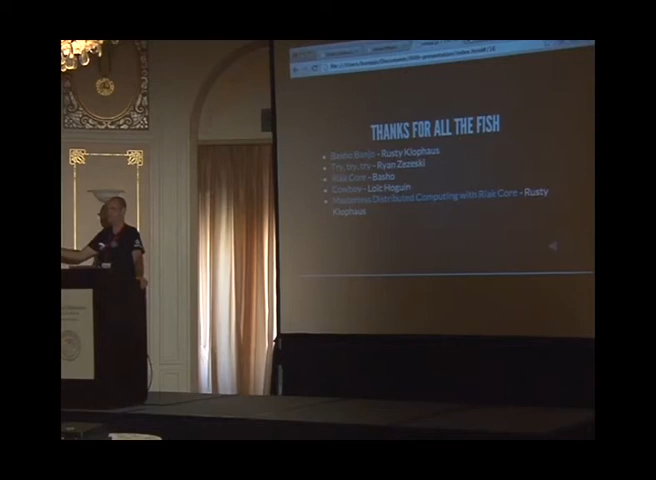 THANKS FOR ALL THE FISH
Basho Banjo - Rusty Klophaus
Try, try, try - Ryan Zezeski
Riak Core - Basho
Cowboy - Loïc Hoguin
Masterless Distributed Computing with Riak Core - Rusty
Klophaus